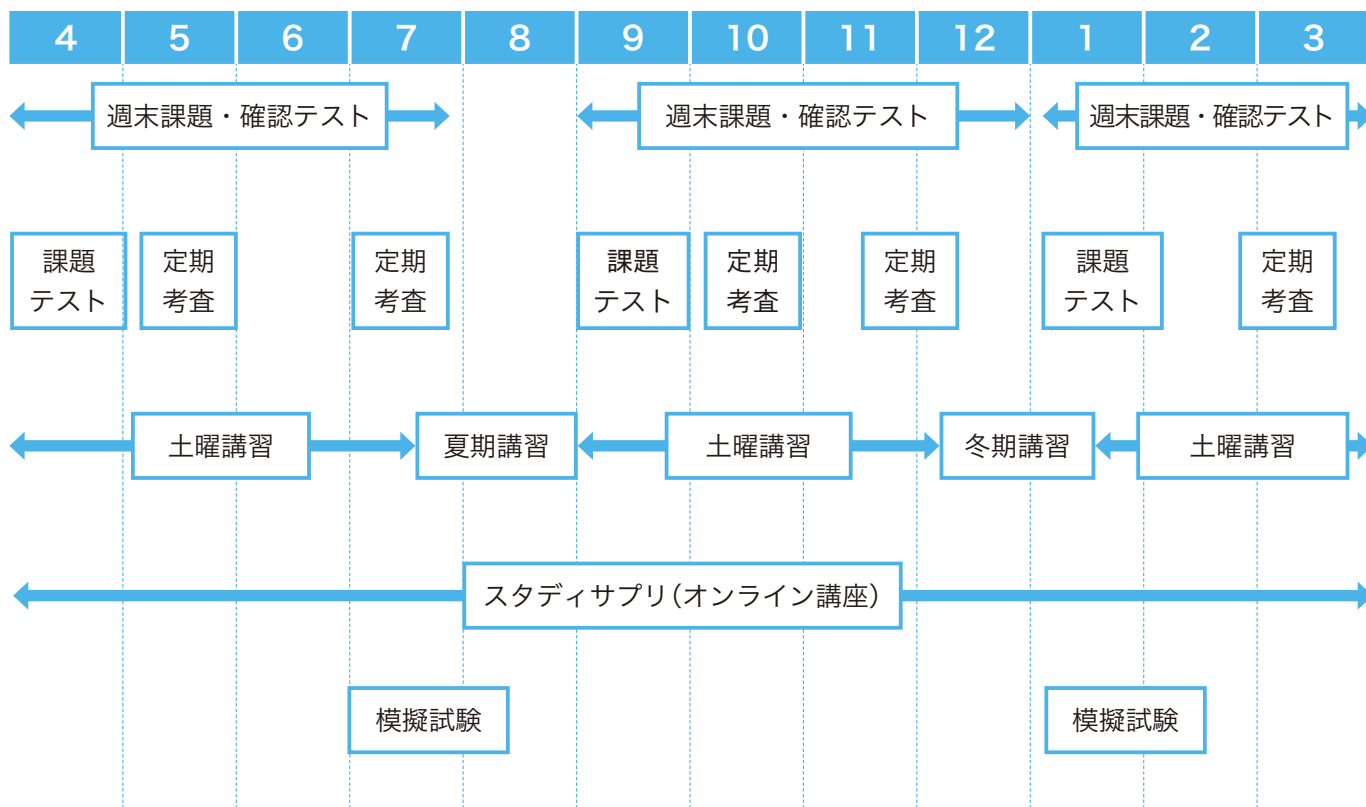 4 5 6 7 8 9 10 11 12 1 2 3
週末課題・確認テスト 週末課題・確認テスト 週末課題・確認テスト
課題 定期 定期 課題 定期 定期 課題 定期
テスト 考査 考査 テスト 考査 考査 テスト 考査
土曜講習 夏期講習 土曜講習 冬期講習 土曜講習
スタディサプリ(オンライン講座)
模擬試験 模擬試験